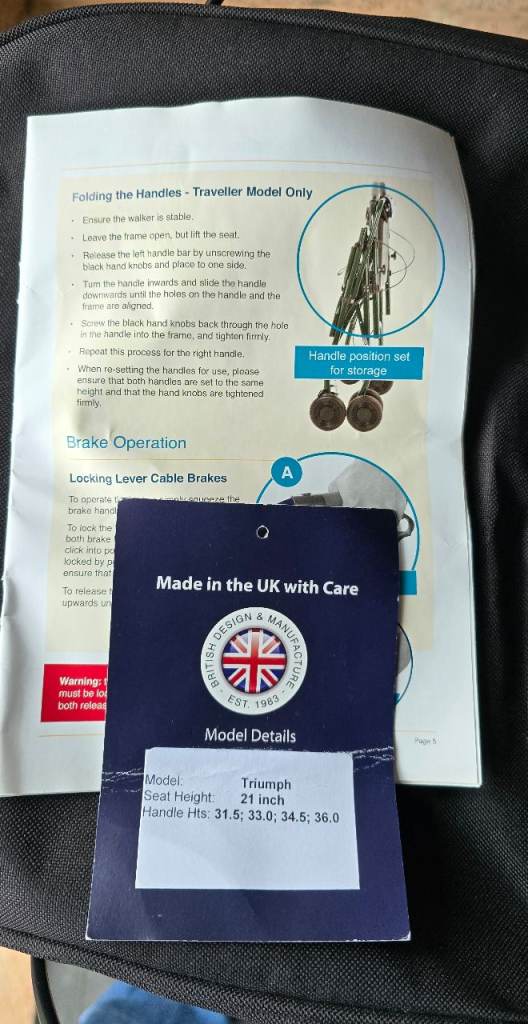 Folding the Handles - Traveller Model Only
· Ensure the walker is stable.
· Leave the frame open, but lift the seat.
· Release the left handle bar by unscrewing the
black hand knobs and place to one side.
· Turn the handle inwards and slide the handle
downwards until the holes on the handle and the
frame are aligned.
· Screw the black hand knobs back through the hole
in the handle into the frame, and tighten firmly.
· Repeat this process for the right handle.
· When re-setting the handles for use, please
ensure that both handles are set to the same
height and that the hand knobs are tightened
firmly.
Handle position set
for storage
Brake Operation
Locking Lever Cable Brakes
A
To operate squeeze the
brake hand
To lock the
both brake
click into po
locked by p
ensure that
To release
upwards un
Warning:
must be
both releas
Page 5
Made in the UK with Care
BRITISH DESIGN & MANUFACTURE
· EST. 1983 ·
Model Details
Model: Triumph
Seat Height: 21 inch
Handle Hts: 31.5; 33.0; 34.5; 36.0